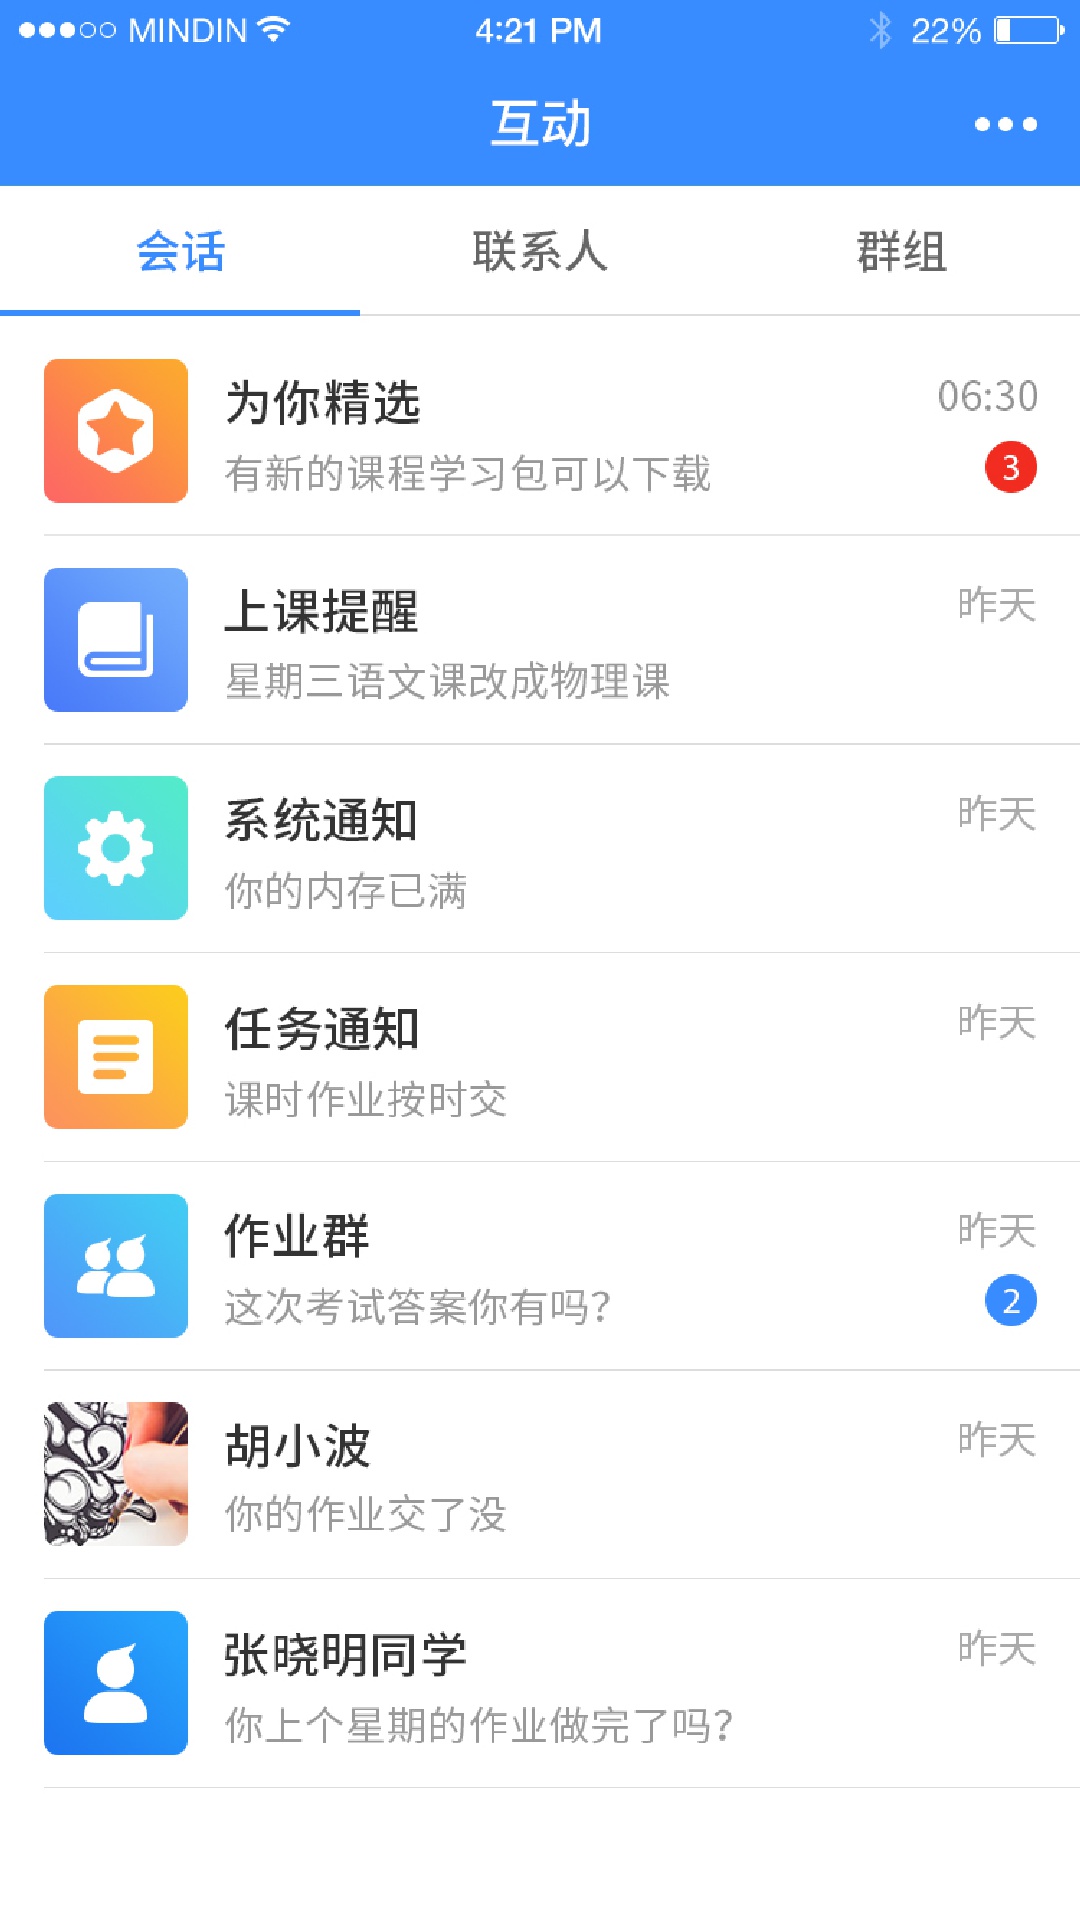 MINDIN 4:21 PM 22%
互动
会话 联系人 群组
为你精选 06:30
有新的课程学习包可以下载 3
上课提醒 昨天
星期三语文课改成物理课
系统通知 昨天
你的内存已满
任务通知 昨天
课时作业按时交
作业群 昨天
这次考试答案你有吗? 2
胡小波 昨天
你的作业交了没
张晓明同学 昨天
你上个星期的作业做完了吗?